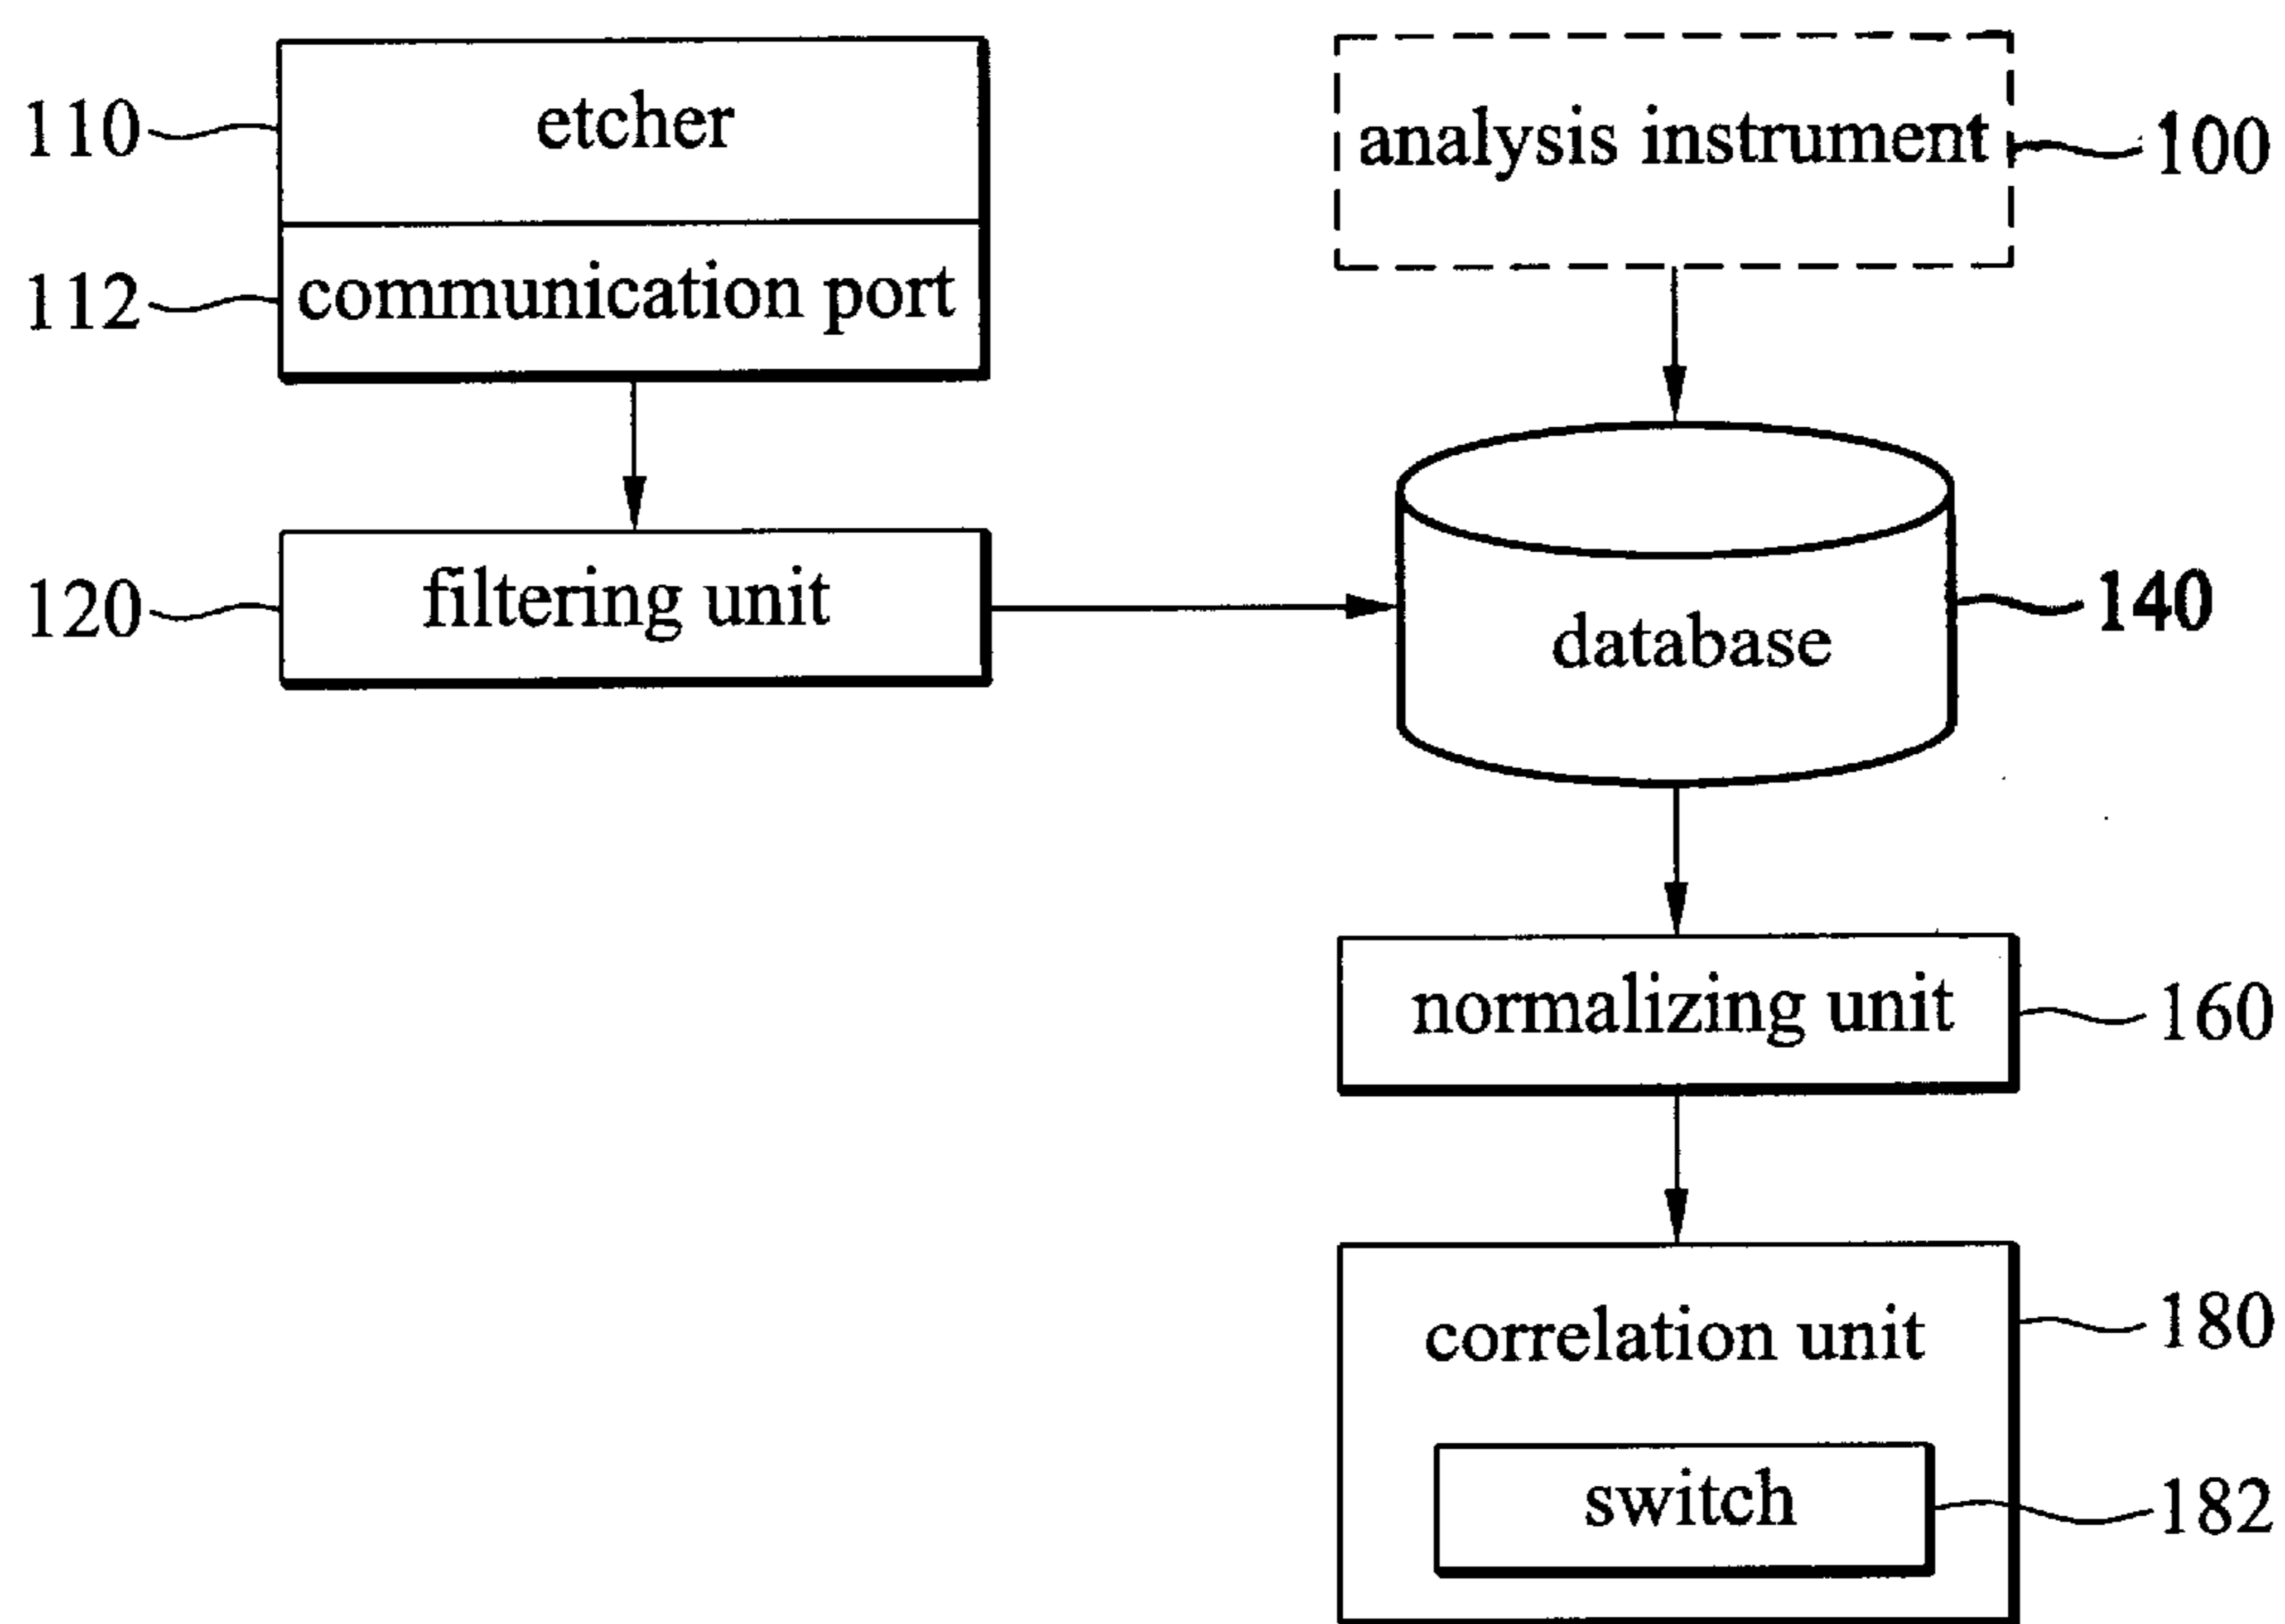 110
etcher
112
communication port
120
filtering unit
analysis instrument
100
database
140
normalizing unit
160
correlation unit
180
switch
182